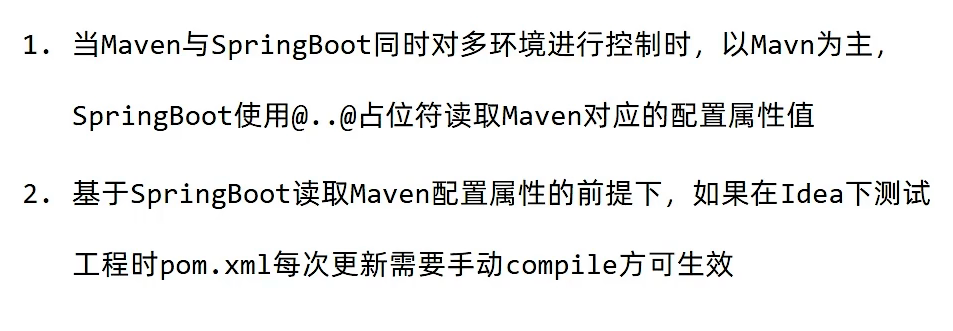 1. 当Maven与SpringBoot同时对多环境进行控制时，以Mavn为主，
SpringBoot使用@..@占位符读取Maven对应的配置属性值
2. 基于SpringBoot读取Maven配置属性的前提下，如果在Idea下测试
工程时pom.xml每次更新需要手动compile方可生效